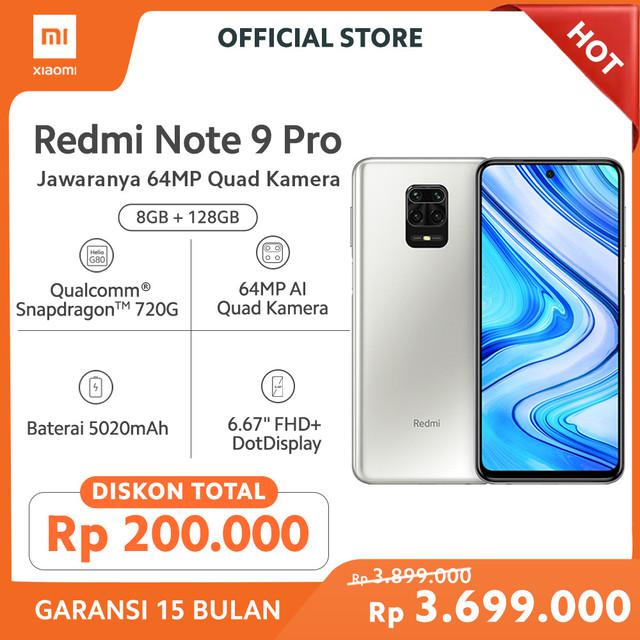 mi
xiaomi
OFFICIAL STORE
HOT
Redmi Note 9 Pro
Jawaranya 64MP Quad Kamera
8GB + 128GB
Helio
G80
Qualcomm®
Snapdragon™ 720G
64MP AI
Quad Kamera
Baterai 5020mAh
6.67" FHD+
DotDisplay
Redmi
DISKON TOTAL
Rp 200.000
GARANSI 15 BULAN
Rp 3.899.000
Rp 3.699.000